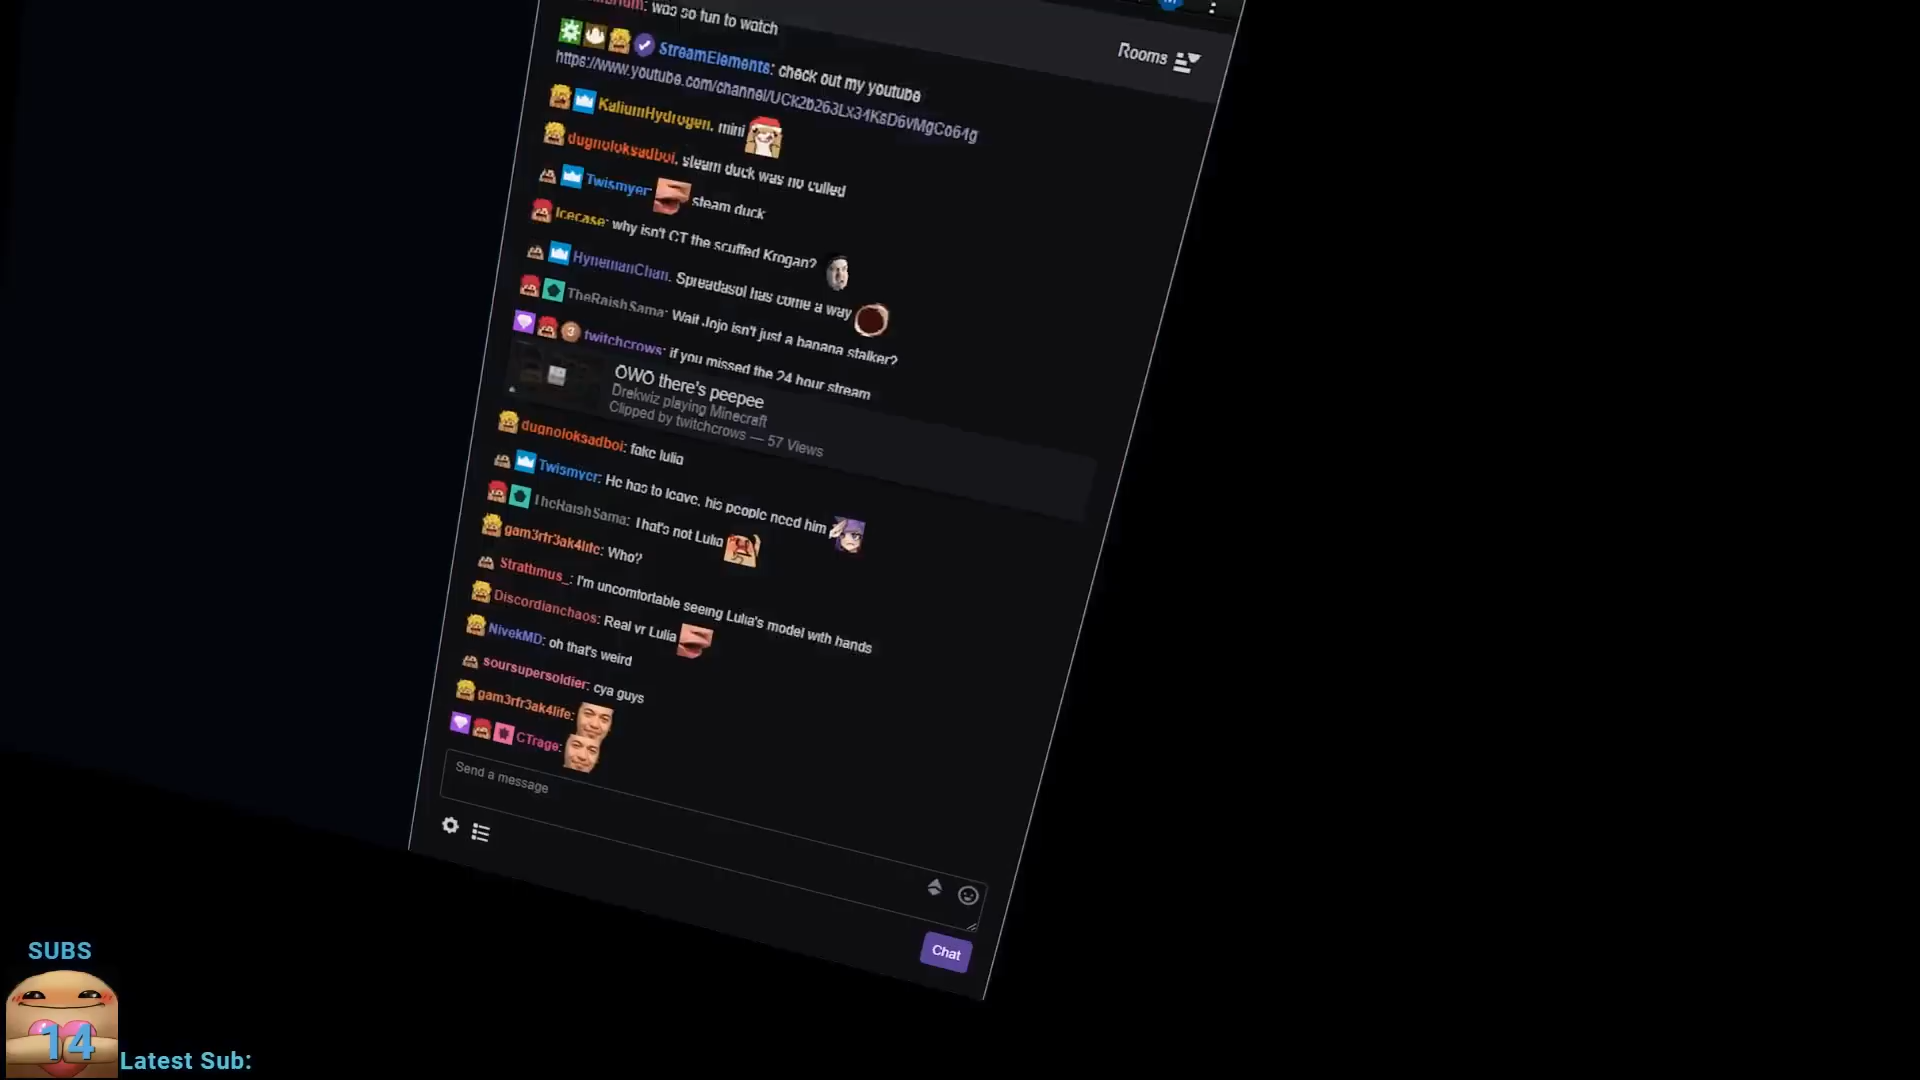 was so fun to watch
Rooms
StreamElements: check out my youtube
https://www.youtube.com/channel/UCk2b263Lx34KsD6vMgCo64g
KaliumHydrogen, mini
dugnoloksadboi, steam duck was no culled
Twismyer: steam duck
Icecase: why isn't CT the scuffed Krogan?
HynemanChan, Spreadasol has come a way
TheRaishSama: Wait Jojo isn't just a banana stalker?
3 twitchcrows: if you missed the 24 hour stream
OWO there's peepee
Drekwiz playing Minecraft
Clipped by twitchcrows — 57 Views
dugnoloksadboi: fake lulia
Twismyer: He has to leave, his people need him
TheRaishSama: That's not Lulia
gam3rfr3ak4life: Who?
Strattimus_: I'm uncomfortable seeing Lulia's model with hands
Discordianchaos: Real vr Lulia
NivekMD: oh that's weird
soursupersoldier: cya guys
gam3rfr3ak4life:
CTrage:
Send a message
Chat
SUBS
14
Latest Sub: